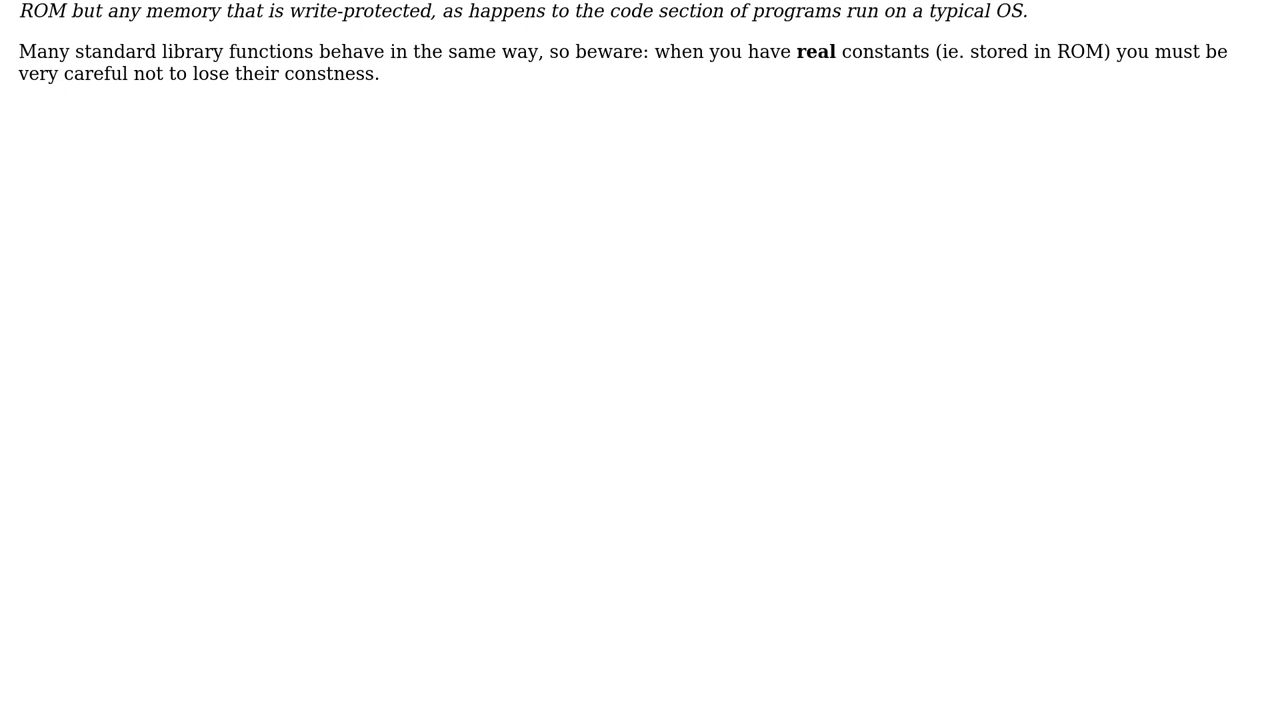 ROM but any memory that is write-protected, as happens to the code section of programs run on a typical OS.
Many standard library functions behave in the same way, so beware: when you have real constants (ie. stored in ROM) you must be
very careful not to lose their constness.